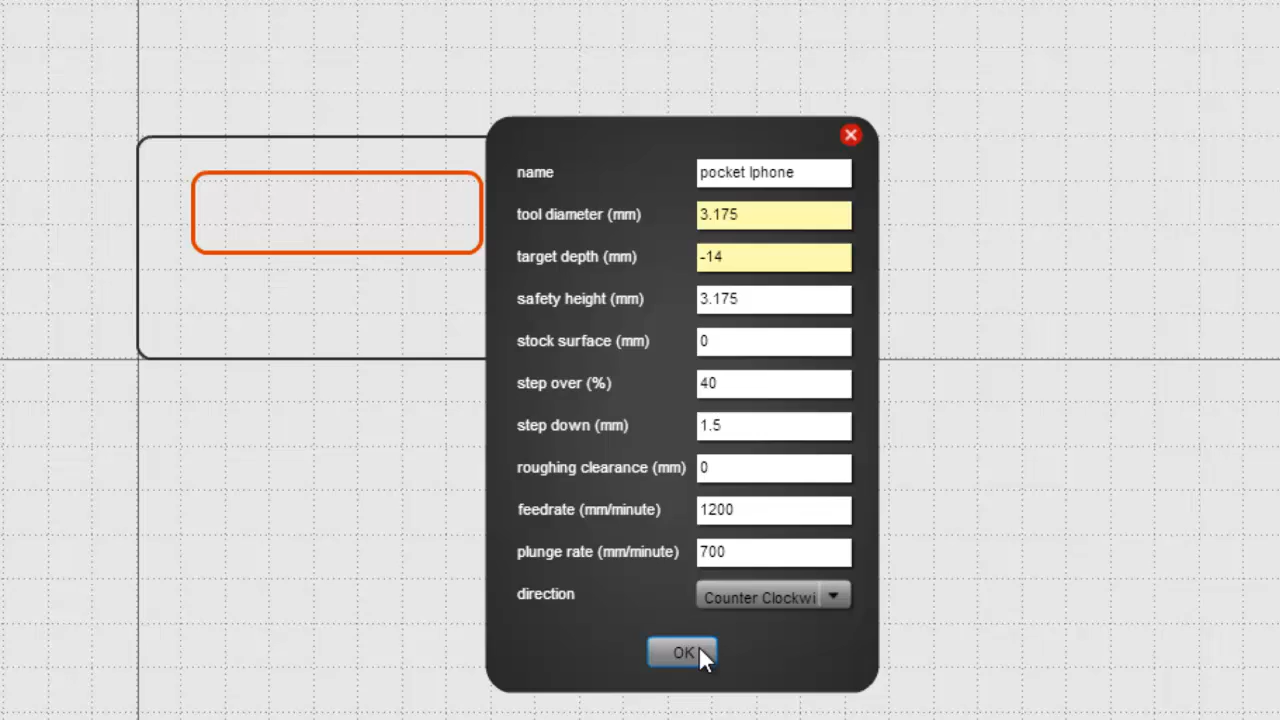 name pocket Iphone
tool diameter (mm) 3.175
target depth (mm) -14
safety height (mm) 3.175
stock surface (mm) 0
step over (%) 40
step down (mm) 1.5
roughing clearance (mm) 0
feedrate (mm/minute) 1200
plunge rate (mm/minute) 700
direction Counter Clockwi
OK